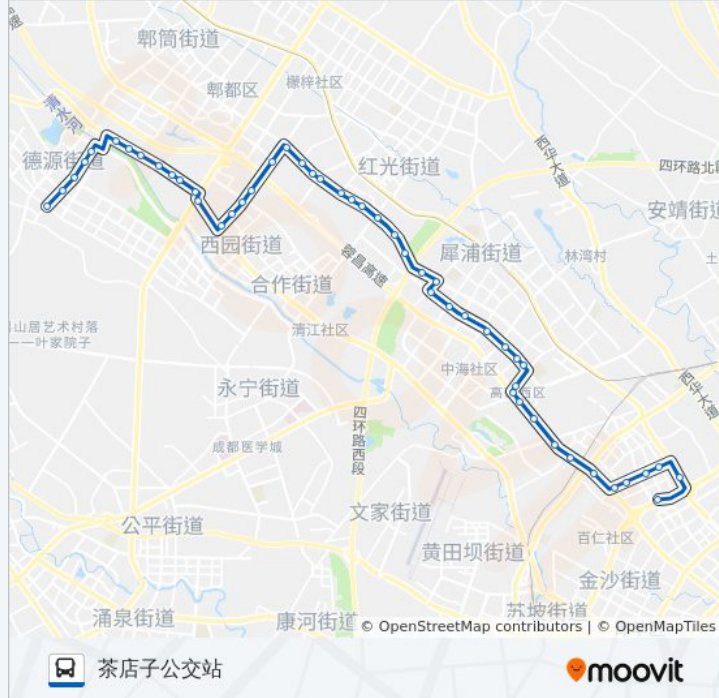 郫筒街道
郫都区
檬梓社区
清水河
西华大道
德源街道
红光街道
四环路北段
安靖街道
西园街道
蓉昌高速
犀浦街道
林湾村
合作街道
清江社区
山居艺术村落
——叶家院子
中海社区
西华大道
永宁街道
四环路西段
成都医学城
文家街道
公平街道
百仁社区
黄田坝街道
金沙街道
苏坡街道
涌泉街道
康河街道
© OpenStreetMap contributors | © OpenMapTiles
茶店子公交站
moovit